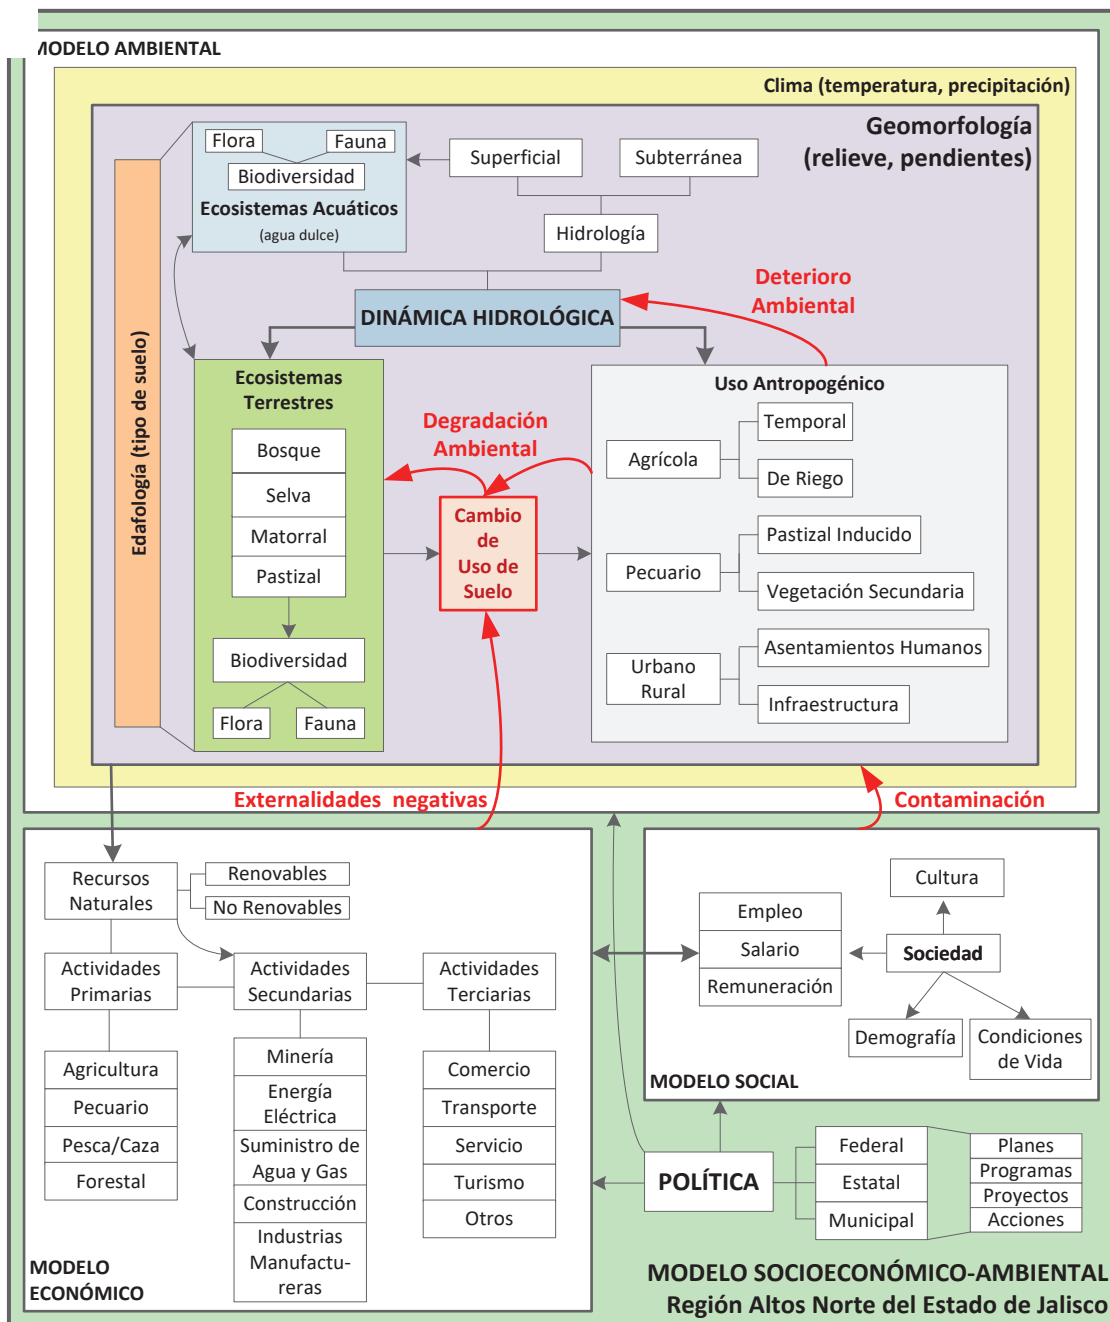 MODELO AMBIENTAL
Clima (temperatura, precipitación)
Geomorfología
(relieve, pendientes)
Flora
Fauna
Biodiversidad
Ecosistemas Acuáticos
(agua dulce)
Superficial
Subterránea
Hidrología
Edafología (tipo de suelo)
DINÁMICA HIDROLÓGICA
Deterioro
Ambiental
Ecosistemas
Terrestres
Bosque
Selva
Matorral
Pastizal
Biodiversidad
Flora
Fauna
Degradación
Ambiental
Cambio
de
Uso de
Suelo
Uso Antropogénico
Agrícola
Temporal
De Riego
Pecuario
Pastizal Inducido
Vegetación Secundaria
Urbano
Rural
Asentamientos Humanos
Infraestructura
Externalidades negativas
Contaminación
Recursos
Naturales
Renovables
No Renovables
Actividades
Primarias
Actividades
Secundarias
Actividades
Terciarias
Agricultura
Pecuario
Pesca/Caza
Forestal
Minería
Energía
Eléctrica
Suministro de
Agua y Gas
Construcción
Industrias
Manufactu-
reras
Comercio
Transporte
Servicio
Turismo
Otros
MODELO
ECONÓMICO
Empleo
Salario
Remuneración
Cultura
Sociedad
Demografía
Condiciones
de Vida
MODELO SOCIAL
POLÍTICA
Federal
Estatal
Municipal
Planes
Programas
Proyectos
Acciones
MODELO SOCIOECONÓMICO-AMBIENTAL
Región Altos Norte del Estado de Jalisco